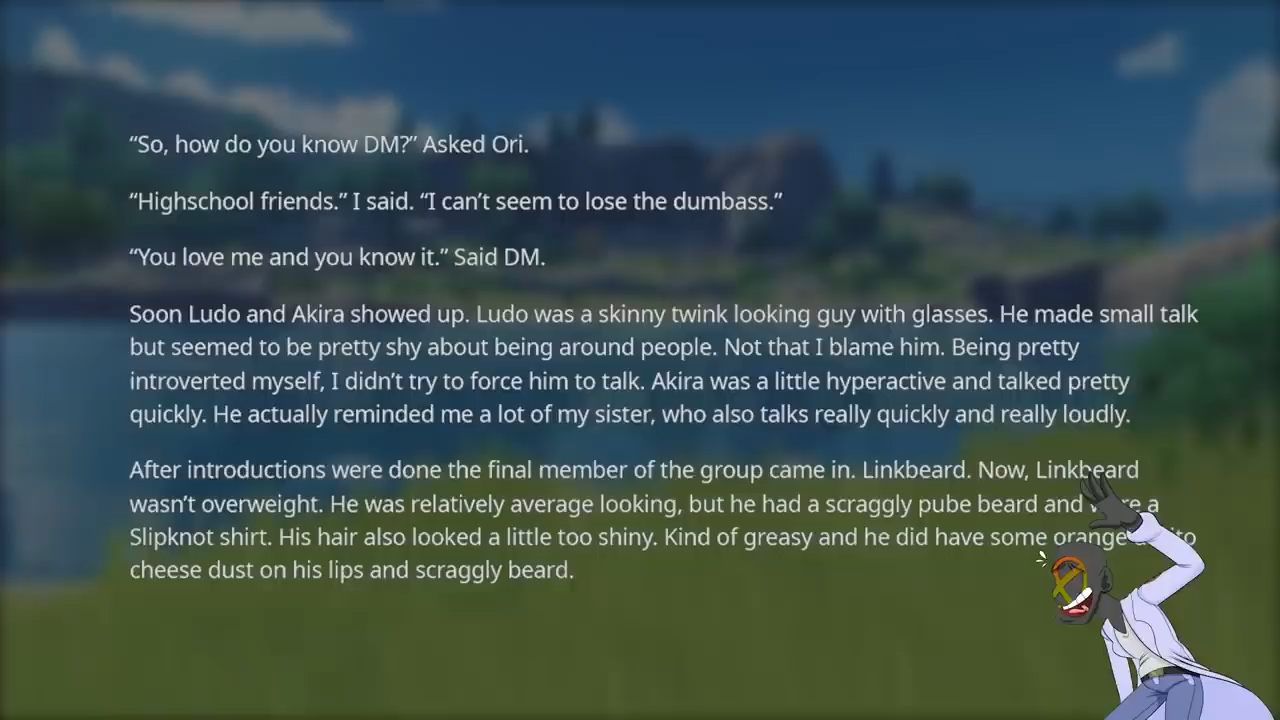 “So, how do you know DM?” Asked Ori.
“Highschool friends.” I said. “I can’t seem to lose the dumbass.”
“You love me and you know it.” Said DM.
Soon Ludo and Akira showed up. Ludo was a skinny twink looking guy with glasses. He made small talk
but seemed to be pretty shy about being around people. Not that I blame him. Being pretty
introverted myself, I didn’t try to force him to talk. Akira was a little hyperactive and talked pretty
quickly. He actually reminded me a lot of my sister, who also talks really quickly and really loudly.
After introductions were done the final member of the group came in. Linkbeard. Now, Linkbeard
wasn’t overweight. He was relatively average looking, but he had a scraggly pube beard and a
Slipknot shirt. His hair also looked a little too shiny. Kind of greasy and he did have some orange
cheese dust on his lips and scraggly beard.